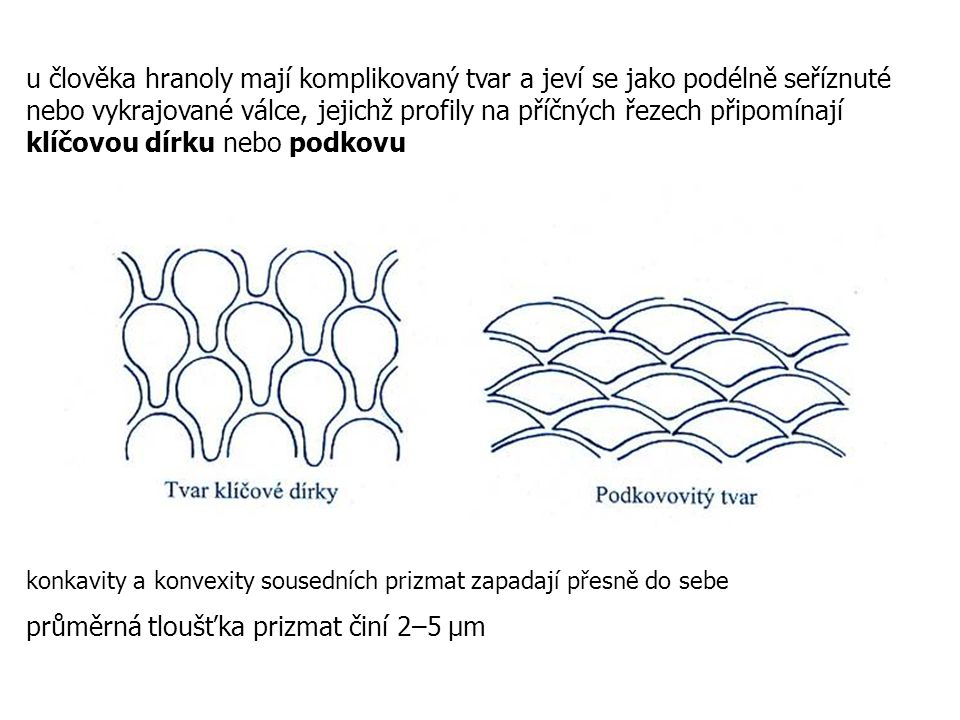 u člověka hranoly mají komplikovaný tvar a jeví se jako podélně seříznuté
nebo vykrajované válce, jejichž profily na příčných řezech připomínají
klíčovou dírku nebo podkovu
Tvar klíčové dírky
Podkovovitý tvar
konkavity a konvexity sousedních prizmat zapadají přesně do sebe
průměrná tloušťka prizmat činí 2–5 µm